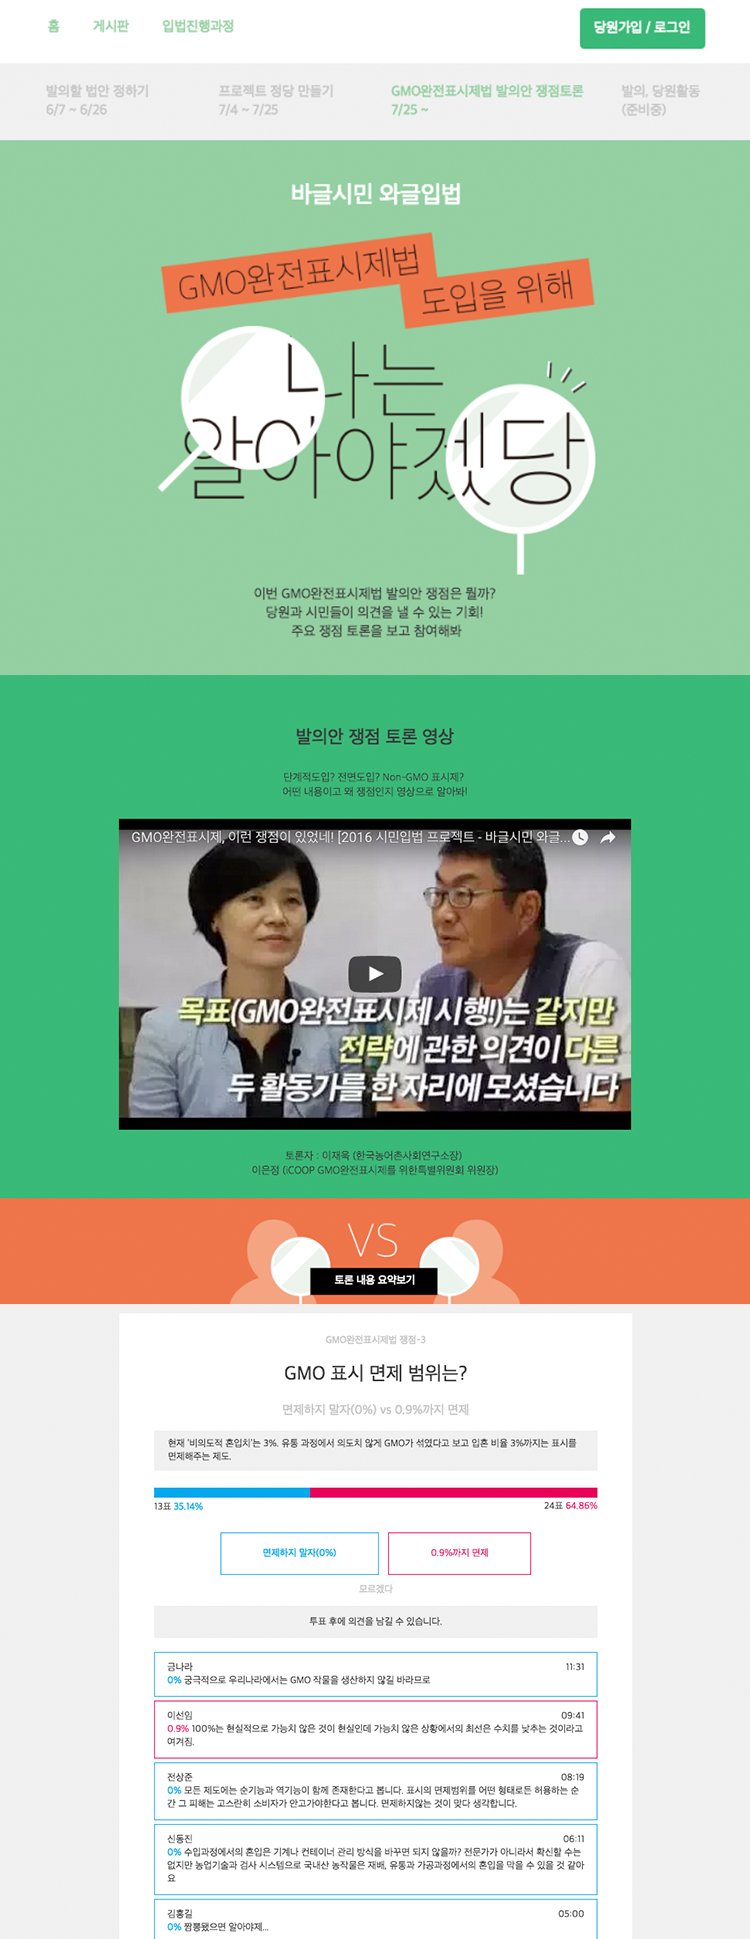 홈 게시판 입법진행과정 당원가입 / 로그인
발의할 법안 정하기 프로젝트 정당 만들기 GMO완전표시제법 발의안 쟁점토론 발의, 당원활동
6/7 ~ 6/26 7/4 ~ 7/25 7/25 ~ (준비중)
바글시민 와글입법
GMO완전표시제법
도입을 위해
나는
알아야겠당
이번 GMO완전표시제법 발의안 쟁점은 뭘까?
당원과 시민들이 의견을 낼 수 있는 기회!
주요 쟁점 토론을 보고 참여해봐
발의안 쟁점 토론 영상
단계적도입? 전면도입? Non-GMO 표시제?
어떤 내용이고 왜 쟁점인지 영상으로 알아봐!
GMO완전표시제, 이런 쟁점이 있었네! [2016 시민입법 프로젝트 - 바글시민 와글...
목표(GMO완전표시제 시행!)는 같지만
전략에 관한 의견이 다른
두 활동가를 한 자리에 모셨습니다
토론자 : 이재욱 (한국농어촌사회연구소장)
이은정 (iCOOP GMO완전표시제를 위한특별위원회 위원장)
VS
토론 내용 요약보기
GMO완전표시제법 쟁점-3
GMO 표시 면제 범위는?
면제하지 말자(0%) vs 0.9%까지 면제
현재 '비의도적 혼입치'는 3%. 유통 과정에서 의도치 않게 GMO가 섞였다고 보고 입혼 비율 3%까지는 표시를
면제해주는 제도.
13표 35.14% 24표 64.86%
면제하지 말자(0%) 0.9%까지 면제
모르겠다
투표 후에 의견을 남길 수 있습니다.
금나라 11:31
0% 궁극적으로 우리나라에서는 GMO 작물을 생산하지 않길 바라므로
이선임 09:41
0.9% 100%는 현실적으로 가능치 않은 것이 현실인데 가능치 않은 상황에서의 최선은 수치를 낮추는 것이라고
여겨짐.
전상준 08:19
0% 모든 제도에는 순기능과 역기능이 함께 존재한다고 봅니다. 표시의 면제범위를 어떤 형태로든 허용하는 순
간 그 피해는 고스란히 소비자가 안고가야한다고 봅니다. 면제하지않는 것이 맞다 생각합니다.
신동진 06:11
0% 수입과정에서의 혼입은 기계나 컨테이너 관리 방식을 바꾸면 되지 않을까? 전문가가 아니라서 확신할 수는
없지만 농업기술과 검사 시스템으로 국내산 농작물은 재배, 유통과 가공과정에서의 혼입을 막을 수 있을 것 같아
요
김홍길 05:00
0% 짬뽕됐으면 알아야제...